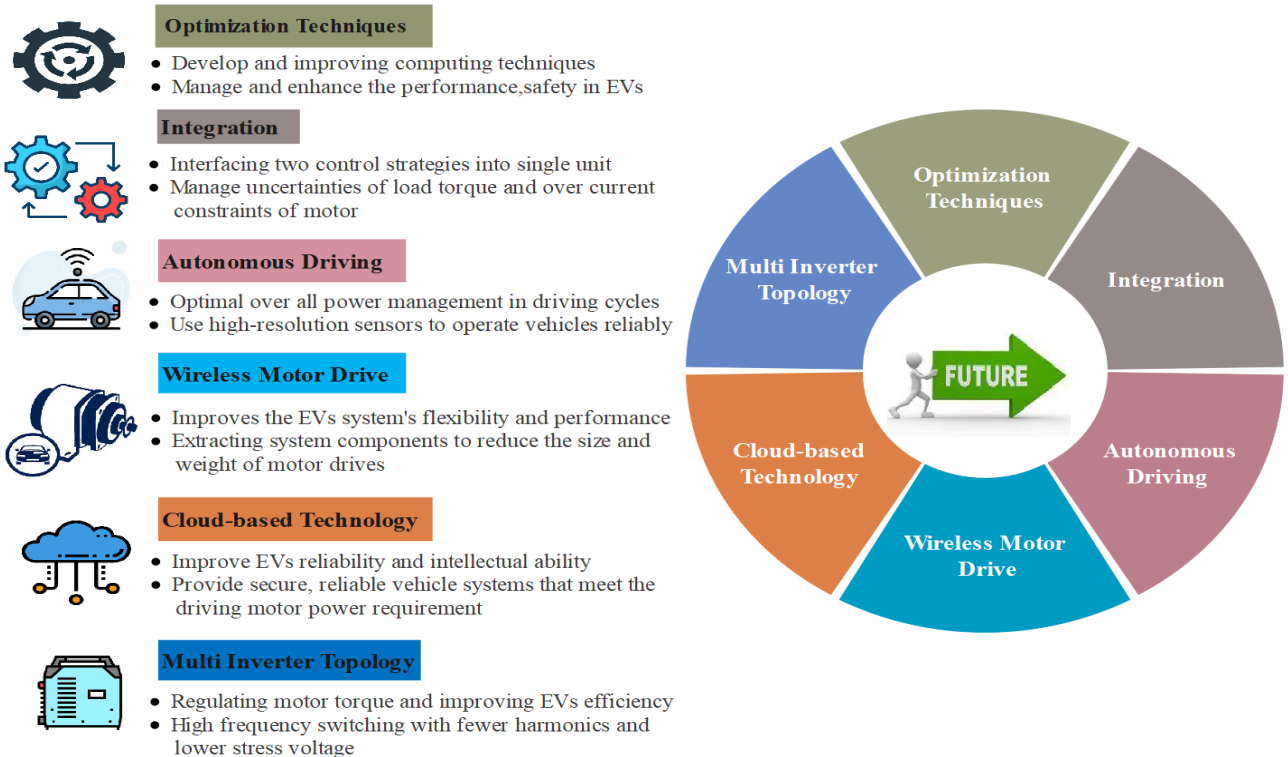 Optimization Techniques
● Develop and improving computing techniques
● Manage and enhance the performance,safety in EVs
Integration
● Interfacing two control strategies into single unit
● Manage uncertainties of load torque and over current
constraints of motor
Autonomous Driving
● Optimal over all power management in driving cycles
● Use high-resolution sensors to operate vehicles reliably
Wireless Motor Drive
● Improves the EVs system's flexibility and performance
● Extracting system components to reduce the size and
weight of motor drives
Cloud-based Technology
● Improve EVs reliability and intellectual ability
● Provide secure, reliable vehicle systems that meet the
driving motor power requirement
Multi Inverter Topology
● Regulating motor torque and improving EVs efficiency
● High frequency switching with fewer harmonics and
lower stress voltage
Optimization
Techniques
Integration
Autonomous
Driving
Wireless Motor
Drive
Cloud-based
Technology
Multi Inverter
Topology
FUTURE